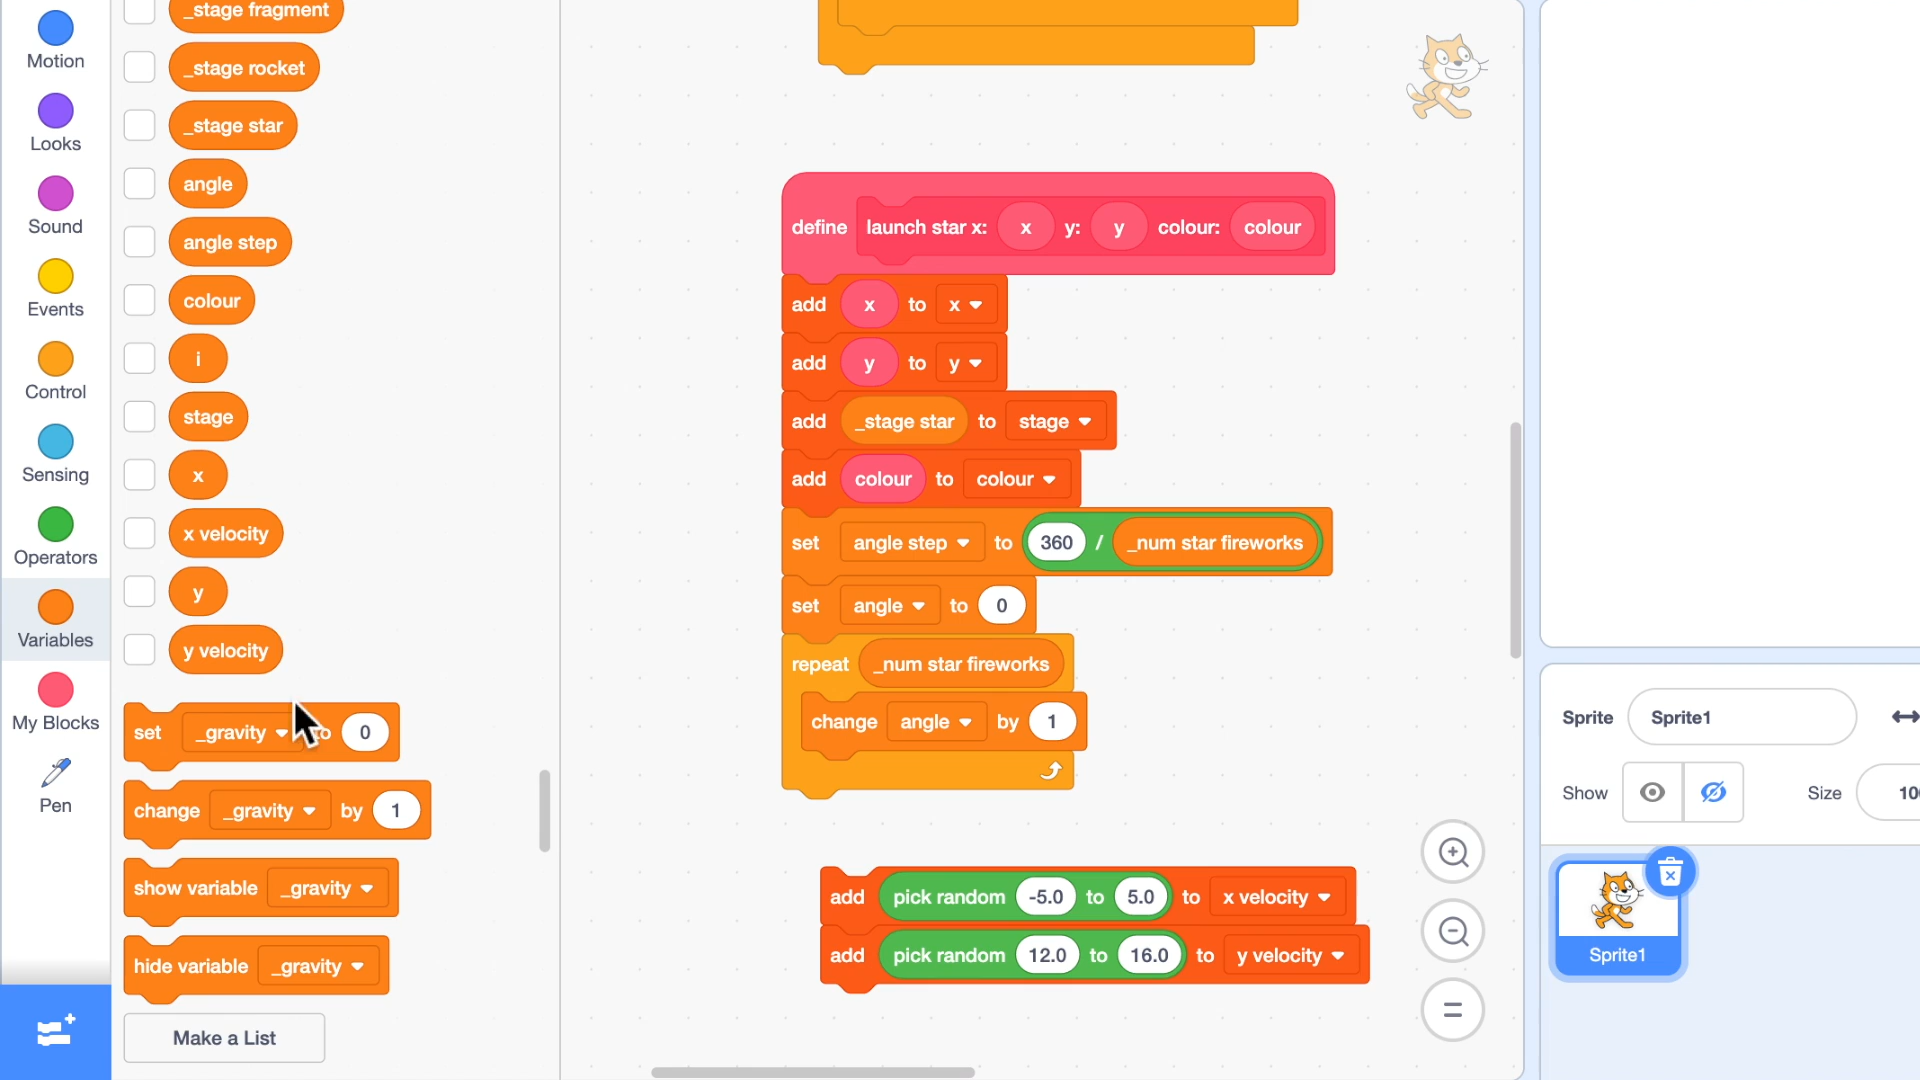 Motion
Looks
Sound
Events
Control
Sensing
Operators
Variables
My Blocks
Pen
_stage fragment
_stage rocket
_stage star
angle
angle step
colour
i
stage
x
x velocity
y
y velocity
set _gravity to 0
change _gravity by 1
show variable _gravity
hide variable _gravity
Make a List
define launch star x: x y: y colour: colour
add x to x
add y to y
add _stage star to stage
add colour to colour
set angle step to 360 / _num star fireworks
set angle to 0
repeat _num star fireworks
change angle by 1
add pick random -5.0 to 5.0 to x velocity
add pick random 12.0 to 16.0 to y velocity
Sprite Sprite1
Show Size
Sprite1